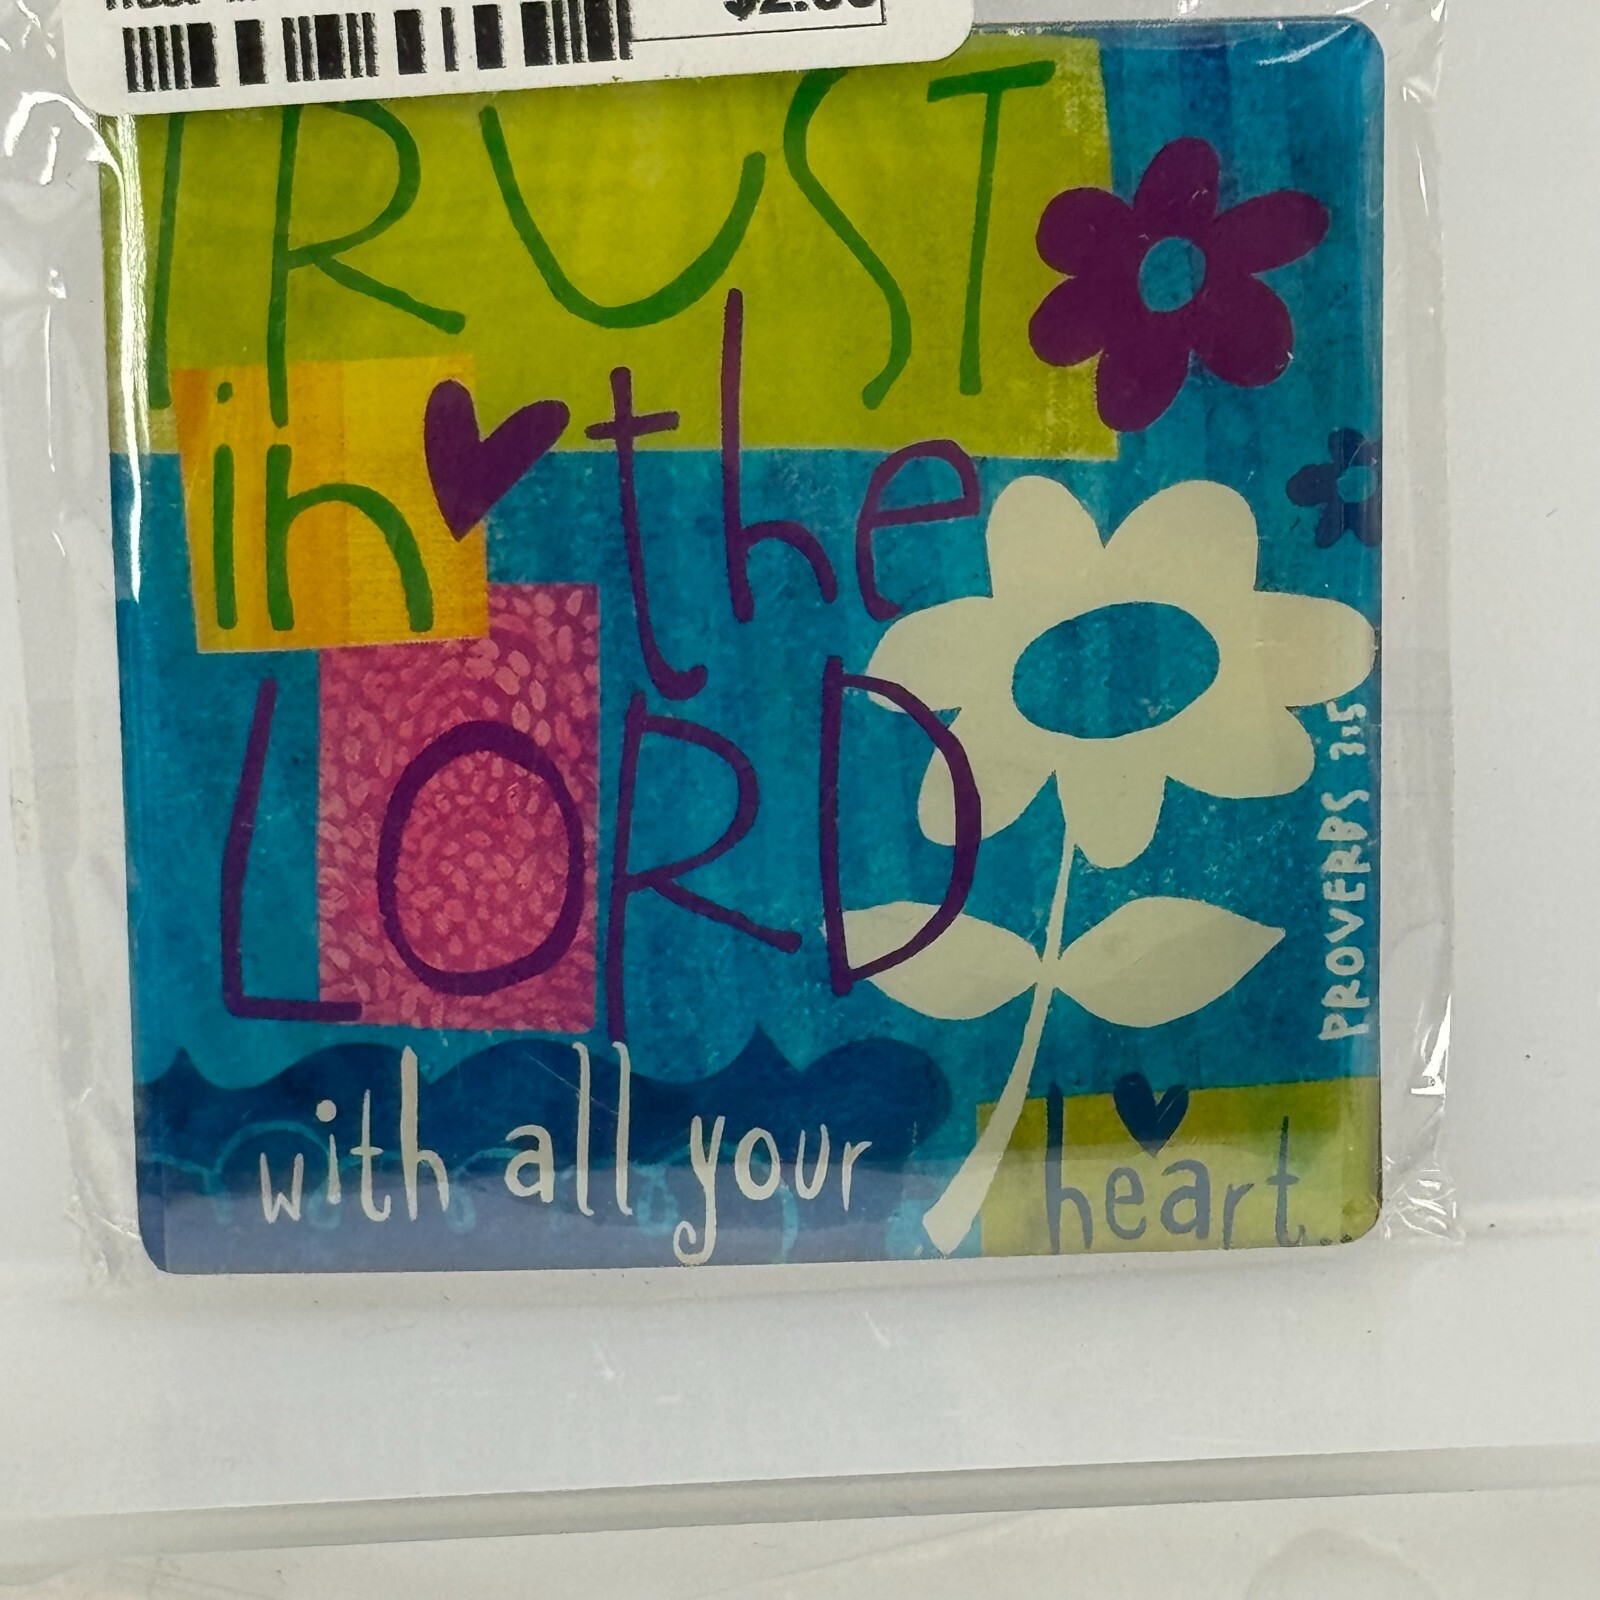 TRUST
in the
LORD
with all your heart...
PROVERBS 3:5